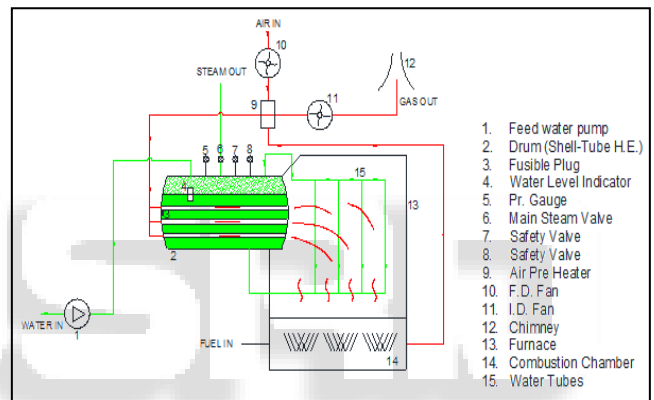 AIR IN
10
12
STEAM OUT
9
11
GAS OUT
5 6 7 8
15
4
13
3
2
WATER IN
1
FUEL IN
14
1. Feed water pump
2. Drum (Shell-Tube H.E.)
3. Fusible Plug
4. Water Level Indicator
5. Pr. Gauge
6. Main Steam Valve
7. Safety Valve
8. Safety Valve
9. Air Pre Heater
10. F.D. Fan
11. I.D. Fan
12. Chimney
13. Furnace
14. Combustion Chamber
15. Water Tubes